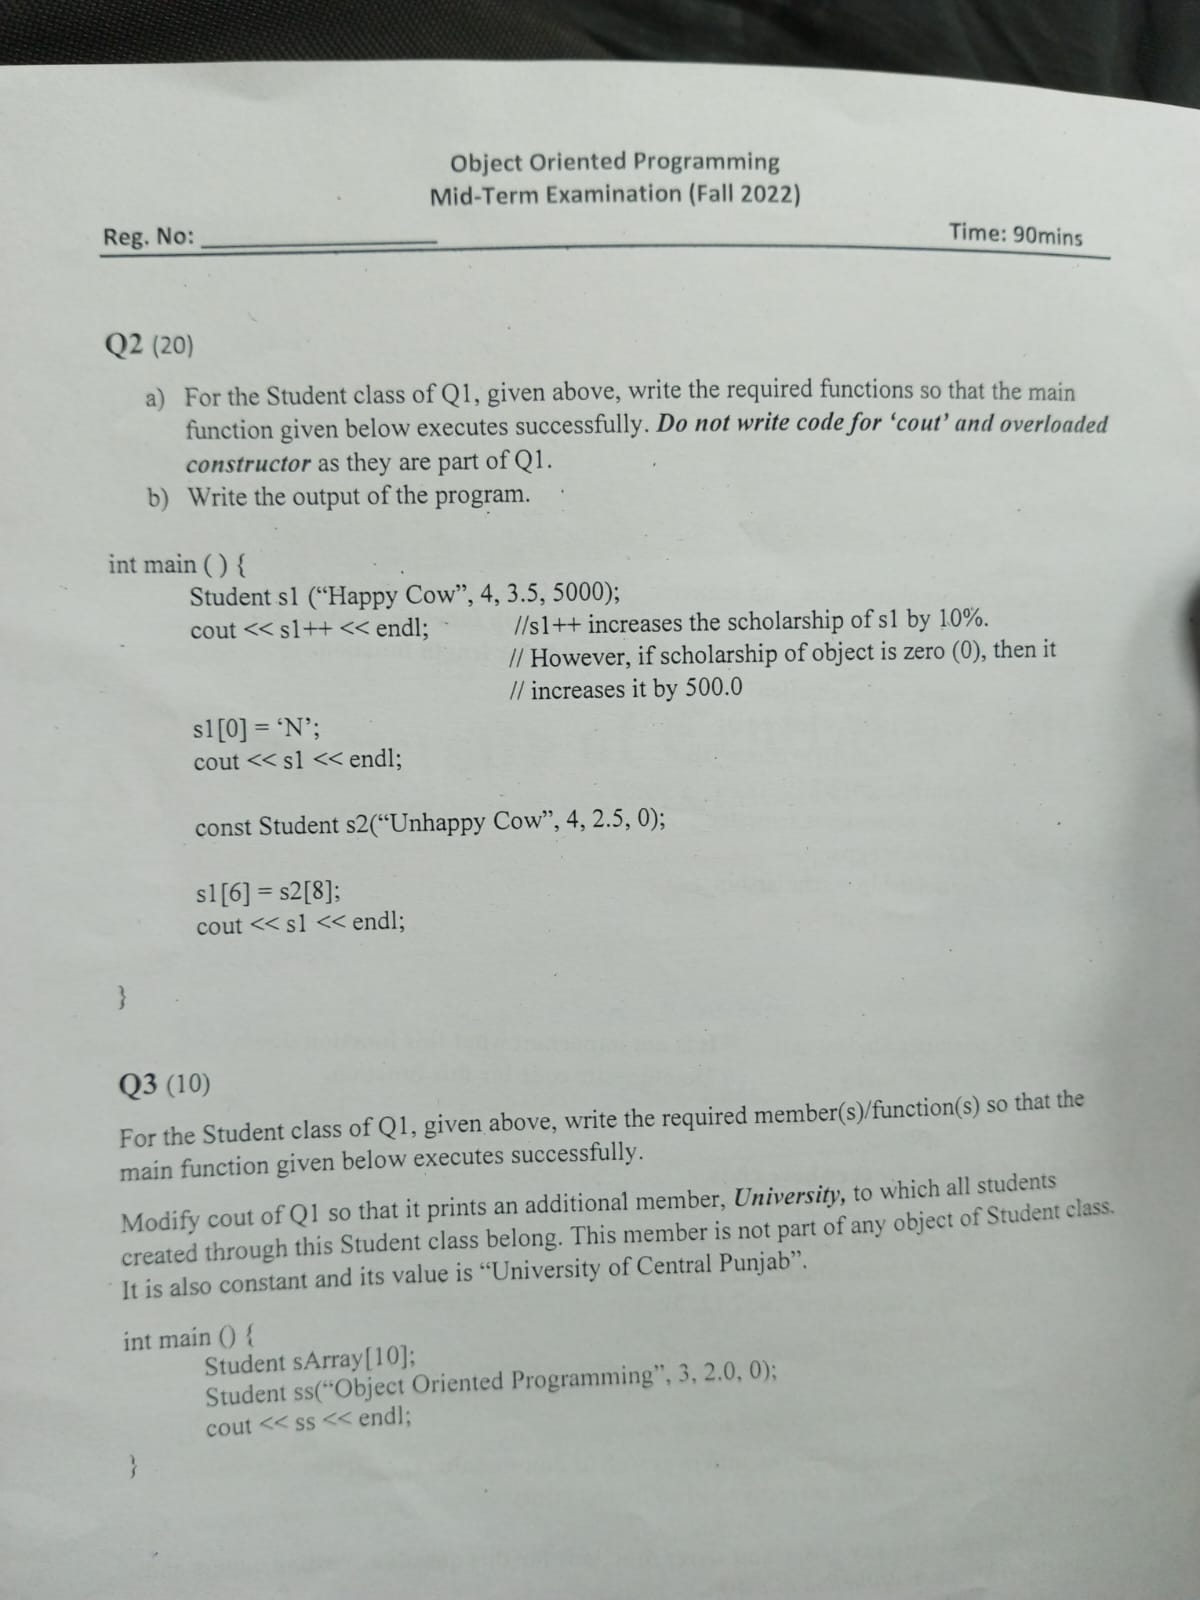 Object Oriented Programming
Mid-Term Examination (Fall 2022)
Reg. No: ____________________ Time: 90mins
Q2 (20)
a) For the Student class of Q1, given above, write the required functions so that the main
function given below executes successfully. Do not write code for ‘cout’ and overloaded
constructor as they are part of Q1.
b) Write the output of the program.
int main ( ) {
Student s1 (“Happy Cow”, 4, 3.5, 5000);
cout << s1++ << endl; //s1++ increases the scholarship of s1 by 10%.
// However, if scholarship of object is zero (0), then it
// increases it by 500.0
s1[0] = ‘N’;
cout << s1 << endl;
const Student s2(“Unhappy Cow”, 4, 2.5, 0);
s1[6] = s2[8];
cout << s1 << endl;
}
Q3 (10)
For the Student class of Q1, given above, write the required member(s)/function(s) so that the
main function given below executes successfully.
Modify cout of Q1 so that it prints an additional member, University, to which all students
created through this Student class belong. This member is not part of any object of Student class.
It is also constant and its value is “University of Central Punjab”.
int main () {
Student sArray[10];
Student ss(“Object Oriented Programming”, 3, 2.0, 0);
cout << ss << endl;
}